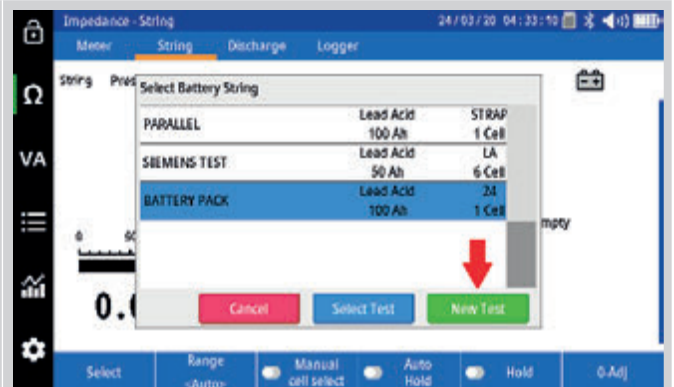 Impedance - String 24/03/20 04:33:10
Meter String Discharge Logger
String Pres
Select Battery String
PARALLEL Lead Acid STRAP
100 Ah 1 Cell
SIEMENS TEST Lead Acid LA
50 Ah 6 Cell
BATTERY PACK Lead Acid 24
100 Ah 1 Cell
Ω
VA
mpty
0
0.0
Cancel Select Test New Test
Select Range Manual Auto Hold 0-Adj
<Auto> cell select Hold